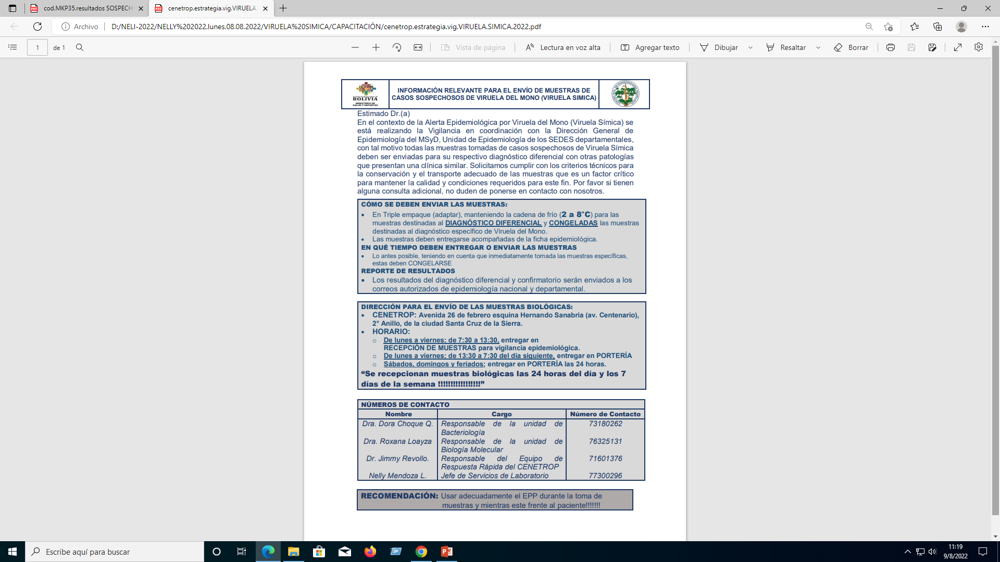 cod.MKP35.resultados SOSPECH
cenetrop.estrategia.vig.VIRUELA.
Archivo
D:/NELI-2022/NELLY%202022.lunes.08.08.2022/VIRUELA%20SIMICA/CAPACITACIÓN/cenetrop.estrategia.vig.VIRUELA.SIMICA.2022.pdf
1 de 1
Vista de página
Lectura en voz alta
Agregar texto
Dibujar
Resaltar
Borrar
BOLIVIA
MINISTERIO DE
SALUD Y DEPORTES
INFORMACIÓN RELEVANTE PARA EL ENVÍO DE MUESTRAS DE
CASOS SOSPECHOSOS DE VIRUELA DEL MONO (VIRUELA SIMICA)
Estimado Dr.(a)
En el contexto de la Alerta Epidemiológica por Viruela del Mono (Viruela Símica) se
está realizando la Vigilancia en coordinación con la Dirección General de
Epidemiología del MSyD, Unidad de Epidemiología de los SEDES departamentales,
con tal motivo todas las muestras tomadas de casos sospechosos de Viruela Símica
deben ser enviadas para su respectivo diagnóstico diferencial con otras patologías
que presentan una clínica similar. Solicitamos cumplir con los criterios técnicos para
la conservación y el transporte adecuado de las muestras que es un factor crítico
para mantener la calidad y condiciones requeridos para este fin. Por favor si tienen
alguna consulta adicional, no duden de ponerse en contacto con nosotros.
CÓMO SE DEBEN ENVIAR LAS MUESTRAS:
• En Triple empaque (adaptar), manteniendo la cadena de frío (2 a 8°C) para las
muestras destinadas al DIAGNÓSTICO DIFERENCIAL y CONGELADAS las muestras
destinadas al diagnóstico específico de Viruela del Mono.
• Las muestras deben entregarse acompañadas de la ficha epidemiológica.
EN QUÉ TIEMPO DEBEN ENTREGAR O ENVIAR LAS MUESTRAS
• Lo antes posible, teniendo en cuenta que inmediatamente tomada las muestras específicas,
estas deben CONGELARSE
REPORTE DE RESULTADOS
• Los resultados del diagnóstico diferencial y confirmatorio serán enviados a los
correos autorizados de epidemiología nacional y departamental.
DIRECCIÓN PARA EL ENVÍO DE LAS MUESTRAS BIOLÓGICAS:
• CENETROP: Avenida 26 de febrero esquina Hernando Sanabria (av. Centenario),
2° Anillo, de la ciudad Santa Cruz de la Sierra.
• HORARIO:
o De lunes a viernes; de 7:30 a 13:30, entregar en
RECEPCIÓN DE MUESTRAS para vigilancia epidemiológica.
o De lunes a viernes; de 13:30 a 7:30 del día siguiente, entregar en PORTERÍA
o Sábados, domingos y feriados; entregar en PORTERÍA las 24 horas.
“Se recepcionan muestras biológicas las 24 horas del día y los 7
días de la semana !!!!!!!!!!!!!!!!!”
NÚMEROS DE CONTACTO
Nombre Cargo Número de Contacto
Dra. Dora Choque Q. Responsable de la unidad de 73180262
Bacteriología
Dra. Roxana Loayza Responsable de la unidad de 76325131
Biología Molecular
Dr. Jimmy Revollo. Responsable del Equipo de 71601376
Respuesta Rápida del CENETROP
Nelly Mendoza L. Jefe de Servicios de Laboratorio 77300296
RECOMENDACIÓN: Usar adecuadamente el EPP durante la toma de
muestras y mientras este frente al paciente!!!!!!!
Escribe aquí para buscar
11:19
9/8/2022